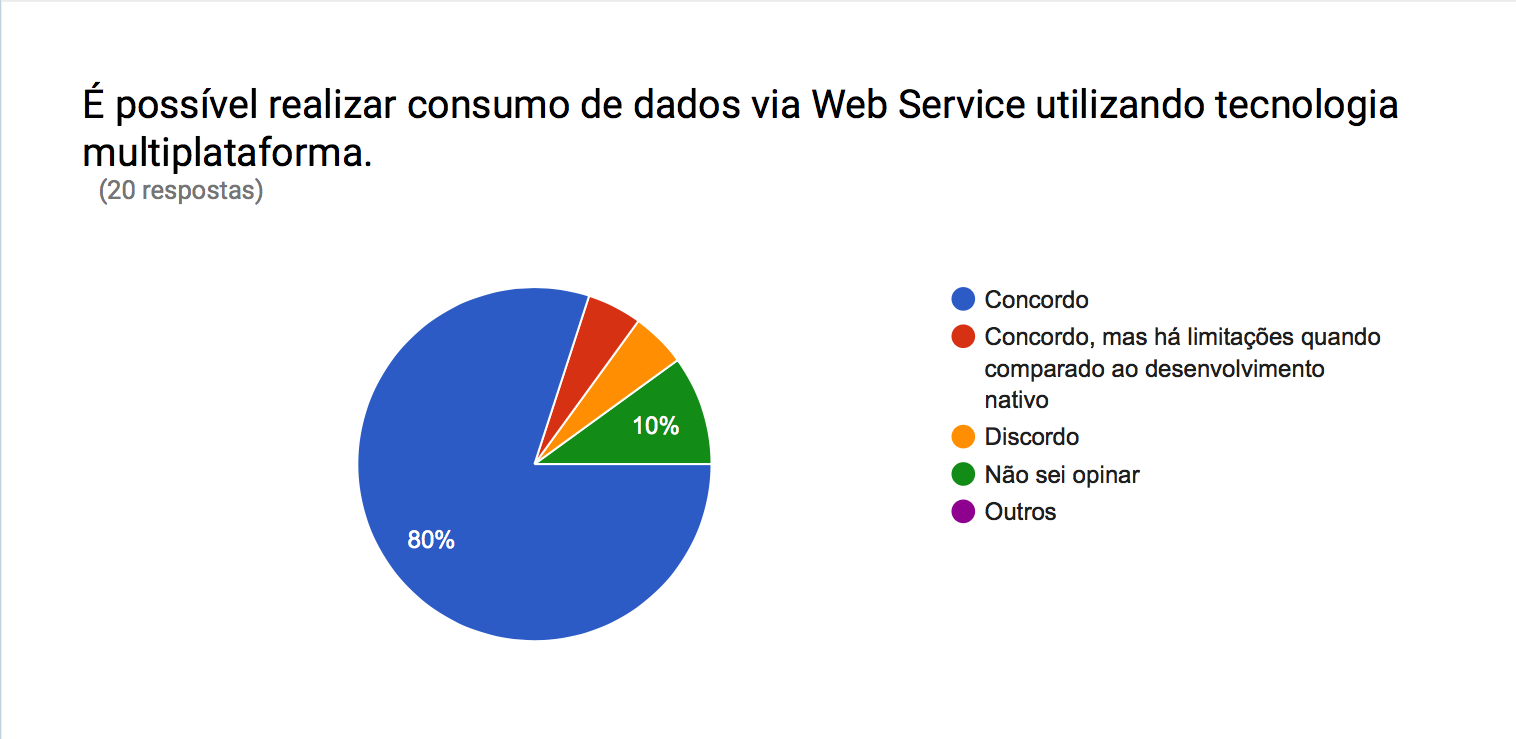 É possível realizar consumo de dados via Web Service utilizando tecnologia
multiplataforma.
(20 respostas)
10%
80%
Concordo
Concordo, mas há limitações quando
comparado ao desenvolvimento
nativo
Discordo
Não sei opinar
Outros